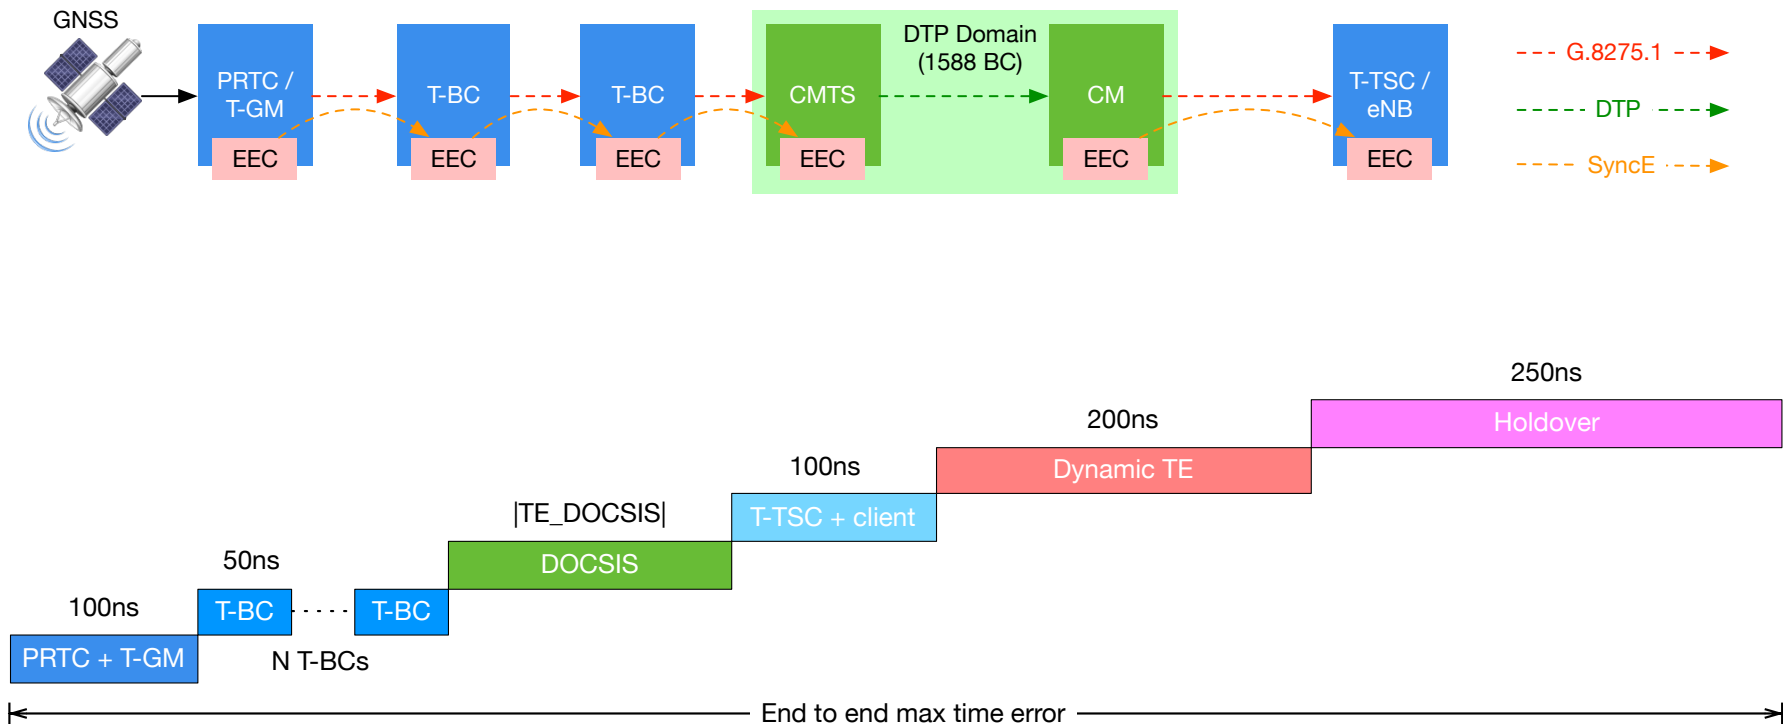 GNSS
PRTC /
T-GM
EEC
T-BC
EEC
T-BC
EEC
DTP Domain
(1588 BC)
CMTS
EEC
CM
EEC
T-TSC /
eNB
EEC
G.8275.1
DTP
SyncE
250ns
Holdover
200ns
Dynamic TE
100ns
T-TSC + client
|TE_DOCSIS|
DOCSIS
50ns
T-BC
T-BC
N T-BCs
100ns
PRTC + T-GM
End to end max time error